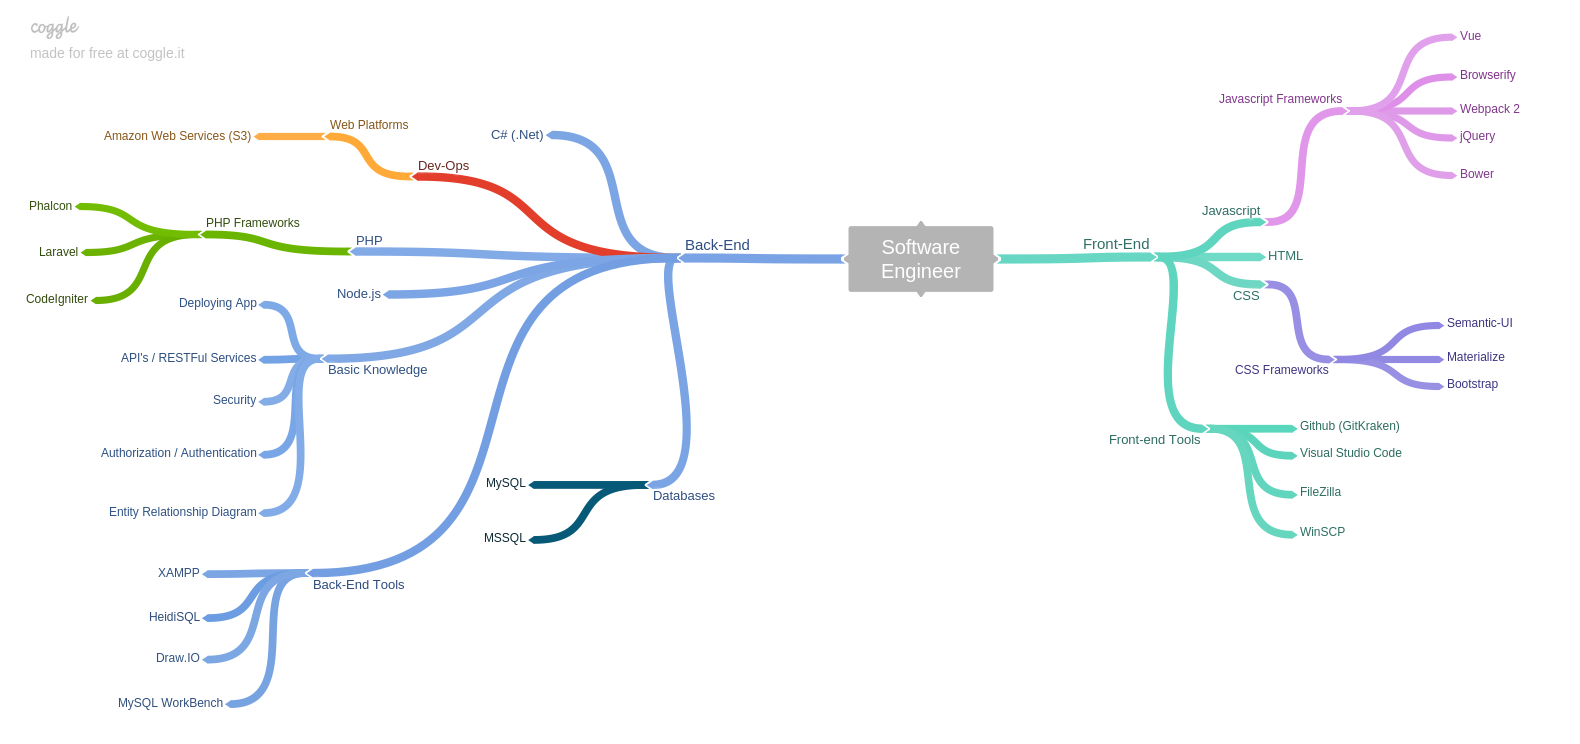 coggle
made for free at coggle.it
Software
Engineer
Back-End
C# (.Net)
Dev-Ops
Web Platforms
Amazon Web Services (S3)
PHP
PHP Frameworks
Phalcon
Laravel
CodeIgniter
Node.js
Basic Knowledge
Deploying App
API's / RESTFul Services
Security
Authorization / Authentication
Entity Relationship Diagram
Back-End Tools
XAMPP
HeidiSQL
Draw.IO
MySQL WorkBench
Databases
MySQL
MSSQL
Front-End
Javascript
Javascript Frameworks
Vue
Browserify
Webpack 2
jQuery
Bower
HTML
CSS
CSS Frameworks
Semantic-UI
Materialize
Bootstrap
Front-end Tools
Github (GitKraken)
Visual Studio Code
FileZilla
WinSCP